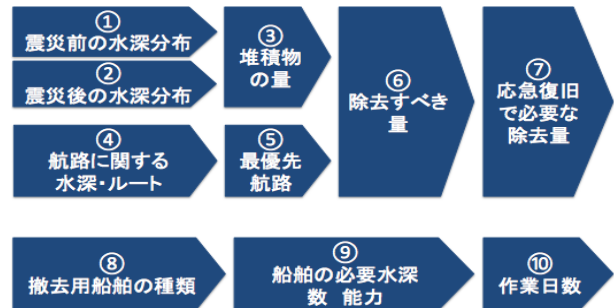 ①
震災前の水深分布
②
震災後の水深分布
③
堆積物
の量
④
航路に関する
水深・ルート
⑤
最優先
航路
⑥
除去すべき
量
⑦
応急復旧
で必要な
除去量
⑧
撤去用船舶の種類
⑨
船舶の必要水深
数 能力
⑩
作業日数